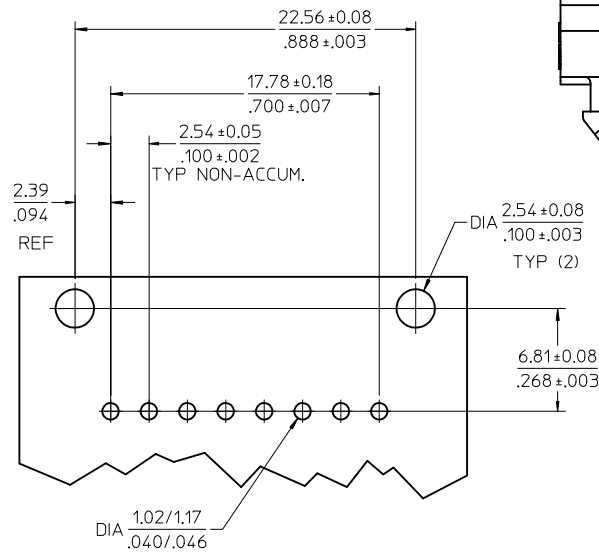 22.56±0.08
.888±.003
17.78±0.18
.700±.007
2.54±0.05
.100±.002
TYP NON-ACCUM.
2.39
.094
REF
DIA 2.54±0.08
.100±.003
TYP (2)
6.81±0.08
.268±.003
DIA 1.02/1.17
.040/.046